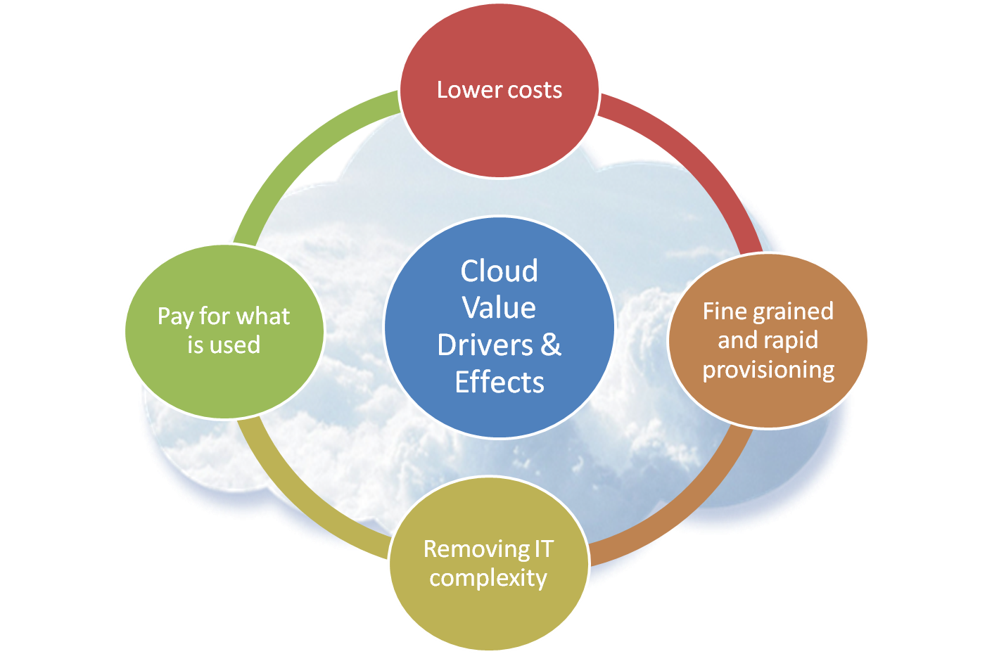 Lower costs
Cloud
Value
Drivers &
Effects
Pay for what
is used
Fine grained
and rapid
provisioning
Removing IT
complexity